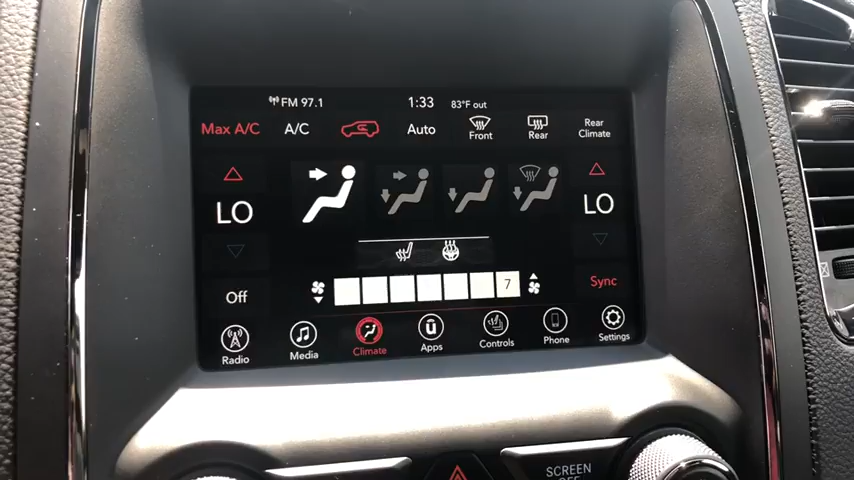 FM 97.1 1:33 83°F out
Max A/C A/C Auto Front Rear Rear Climate
LO LO
7
Off Sync
Radio Media Climate Apps Controls Phone Settings
SCREEN
OFF